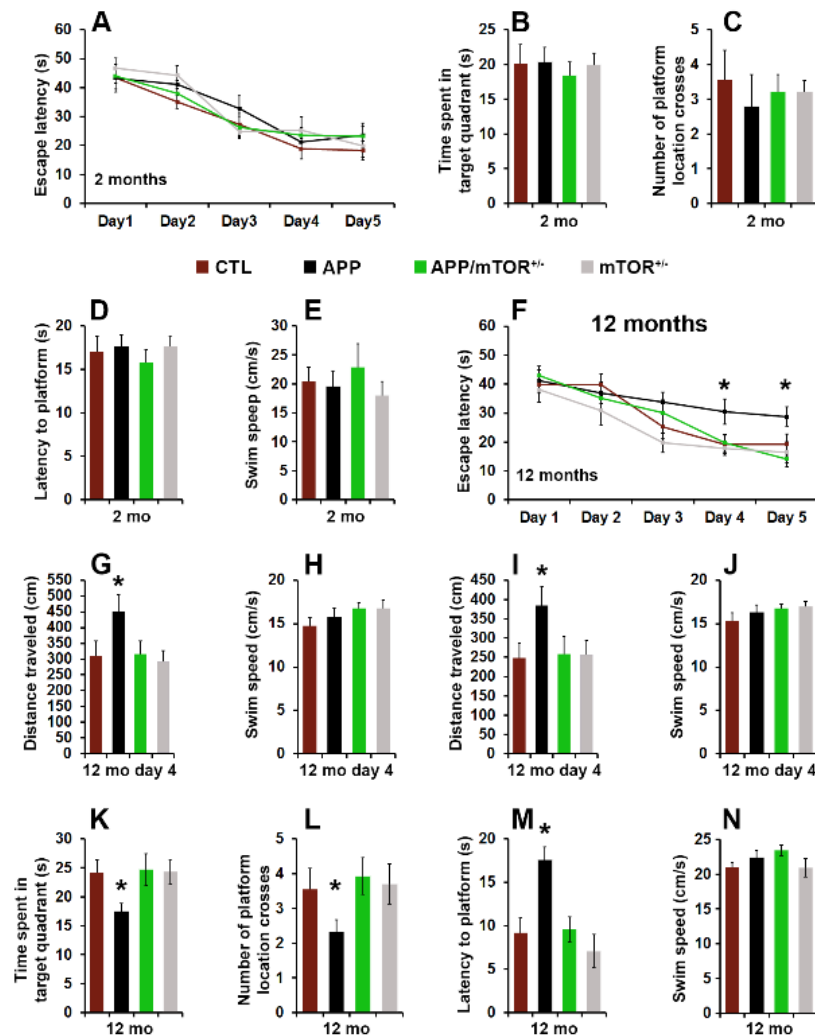 A
Escape latency (s)
60
50
40
30
20
10
0
2 months
Day1 Day2 Day3 Day4 Day5
B
Time spent in
target quadrant (s)
25
20
15
10
5
0
2 mo
C
Number of platform
location crosses
5
4
3
2
1
0
2 mo
CTL APP APP/mTOR+/- mTOR+/-
D
Latency to platform (s)
20
15
10
5
0
2 mo
E
Swim speep (cm/s)
30
25
20
15
10
5
0
2 mo
F
12 months
Escape latency (s)
60
50
40
30
20
10
0
* *
12 months
Day 1 Day 2 Day 3 Day 4 Day 5
G
Distance traveled (cm)
550
500
450
400
350
300
250
200
150
100
50
0
*
12 mo day 4
H
Swim speed (cm/s)
20
15
10
5
0
12 mo day 4
I
Distance traveled (cm)
450
400
350
300
250
200
150
100
50
0
*
12 mo day 4
J
Swim speed (cm/s)
20
15
10
5
0
12 mo day 4
K
Time spent in
target quadrant (s)
30
25
20
15
10
5
0
*
12 mo
L
Number of platform
location crosses
5
4
3
2
1
0
*
12 mo
M
Latency to platform (s)
20
15
10
5
0
*
12 mo
N
Swim speed (cm/s)
25
20
15
10
5
0
12 mo